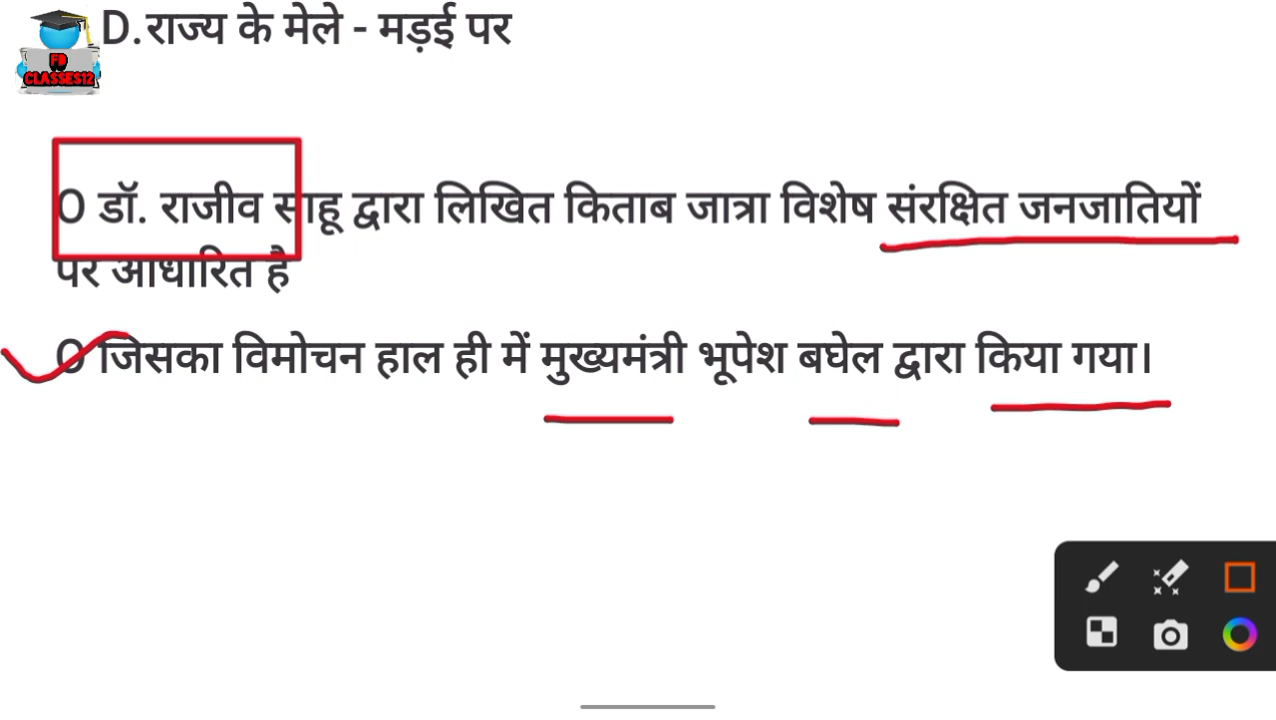 D.राज्य के मेले - मड़ई पर
FD
CLASSES12
O डॉ. राजीव साहू द्वारा लिखित किताब जात्रा विशेष संरक्षित जनजातियों
पर आधारित है
O जिसका विमोचन हाल ही में मुख्यमंत्री भूपेश बघेल द्वारा किया गया।